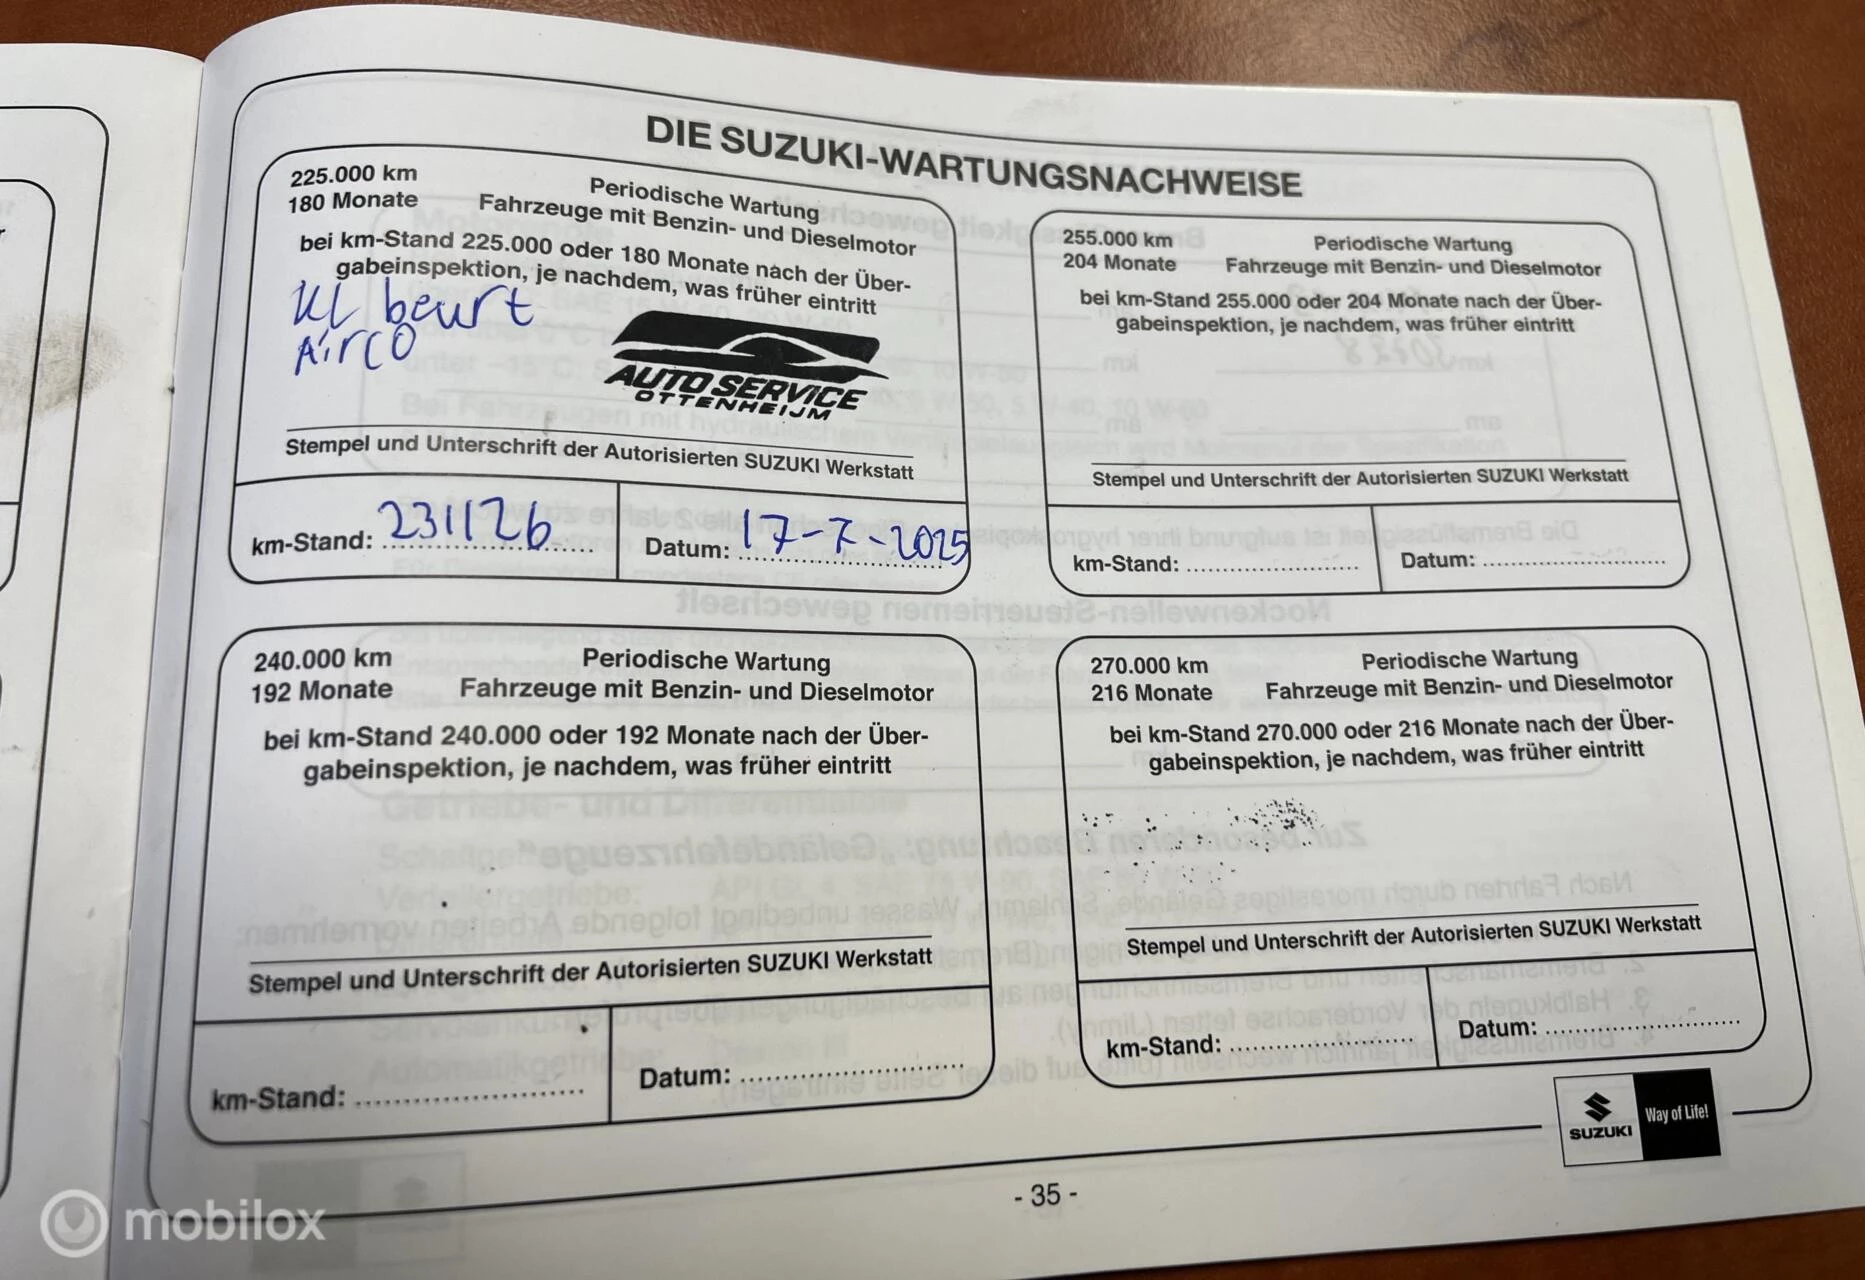 DIE SUZUKI-WARTUNGSNACHWEISE
225.000 km
180 Monate
Periodische Wartung
Fahrzeuge mit Benzin- und Dieselmotor
bei km-Stand 225.000 oder 180 Monate nach der Über-
gabeinspektion, je nachdem, was früher eintritt
kl beurt
Airco
AUTO SERVICE
OTTENHEIJM
Stempel und Unterschrift der Autorisierten SUZUKI Werkstatt
km-Stand: 231126
Datum: 17-7-2025
255.000 km
204 Monate
Periodische Wartung
Fahrzeuge mit Benzin- und Dieselmotor
bei km-Stand 255.000 oder 204 Monate nach der Über-
gabeinspektion, je nachdem, was früher eintritt
Stempel und Unterschrift der Autorisierten SUZUKI Werkstatt
km-Stand:
Datum:
240.000 km
192 Monate
Periodische Wartung
Fahrzeuge mit Benzin- und Dieselmotor
bei km-Stand 240.000 oder 192 Monate nach der Über-
gabeinspektion, je nachdem, was früher eintritt
Stempel und Unterschrift der Autorisierten SUZUKI Werkstatt
km-Stand:
Datum:
270.000 km
216 Monate
Periodische Wartung
Fahrzeuge mit Benzin- und Dieselmotor
bei km-Stand 270.000 oder 216 Monate nach der Über-
gabeinspektion, je nachdem, was früher eintritt
Stempel und Unterschrift der Autorisierten SUZUKI Werkstatt
km-Stand:
Datum:
SUZUKI
Way of Life!
- 35 -
mobilox